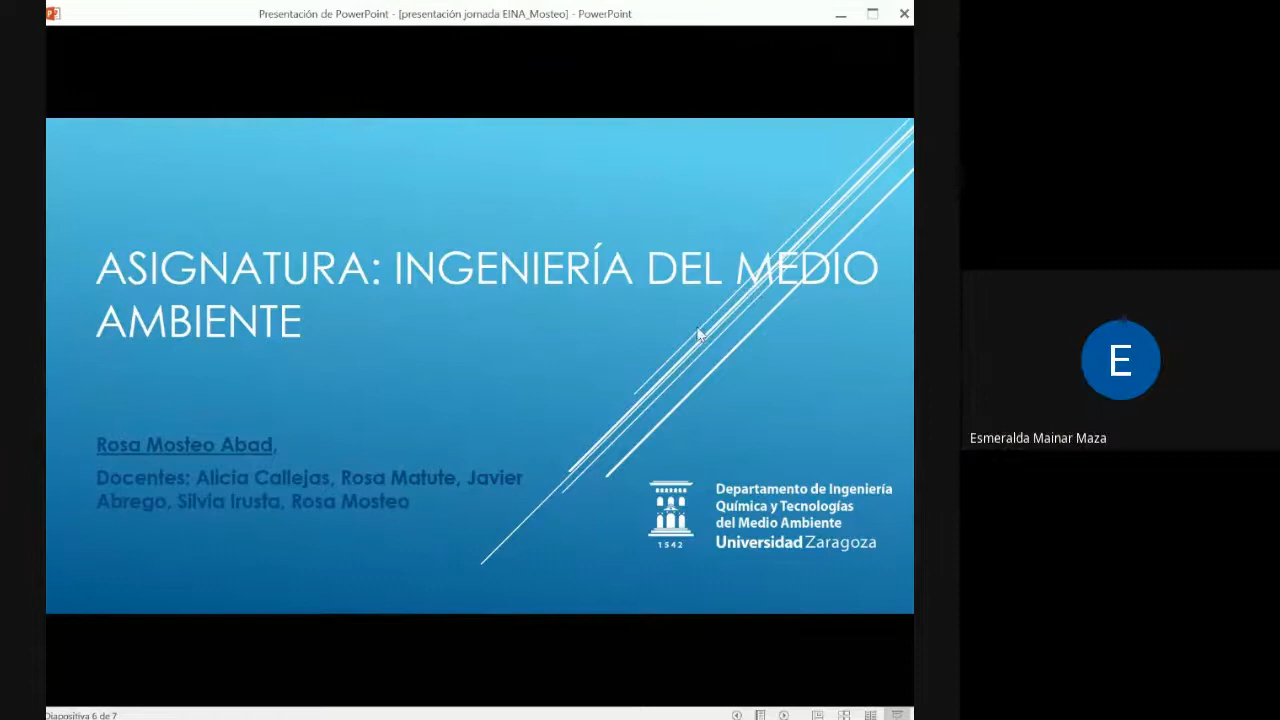 Presentación de PowerPoint - [presentación jornada EINA_Mosteo] - PowerPoint
ASIGNATURA: INGENIERÍA DEL MEDIO
AMBIENTE
Rosa Mosteo Abad,
Docentes: Alicia Callejas, Rosa Matute, Javier
Abrego, Silvia Irusta, Rosa Mosteo
1542
Departamento de Ingeniería
Química y Tecnologías
del Medio Ambiente
Universidad Zaragoza
E
Esmeralda Mainar Maza
Diapositiva 6 de 7